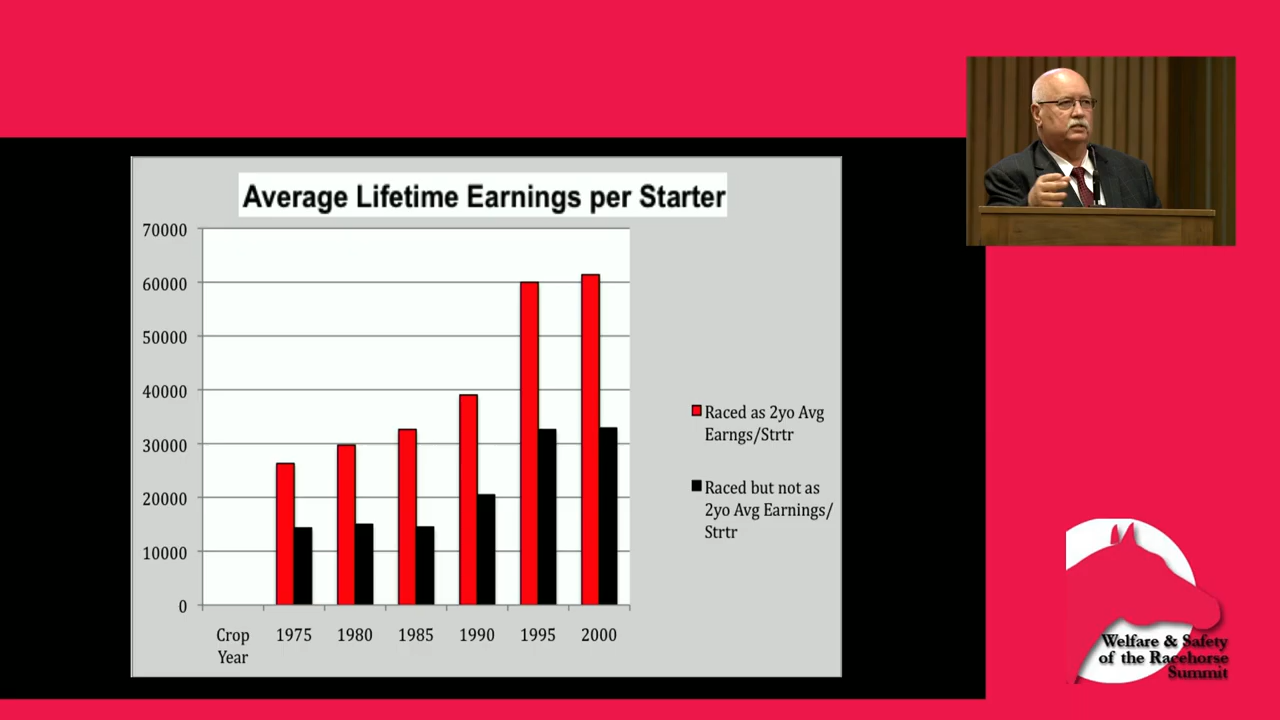 Average Lifetime Earnings per Starter
70000
60000
50000
40000
30000
20000
10000
0
Crop
Year
1975
1980
1985
1990
1995
2000
Raced as 2yo Avg
Earngs/Strtr
Raced but not as
2yo Avg Earnings/
Strtr
Welfare & Safety
of the Racehorse
Summit